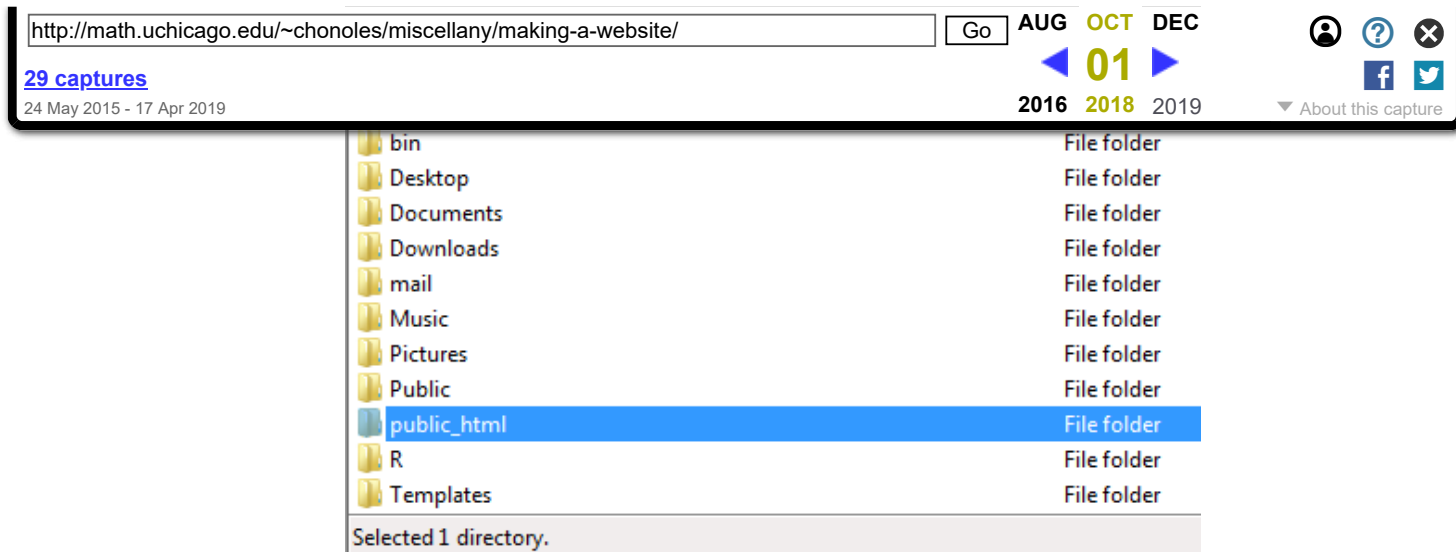 http://math.uchicago.edu/~chonoles/miscellany/making-a-website/ Go AUG OCT DEC
01
29 captures
24 May 2015 - 17 Apr 2019 2016 2018 2019 About this capture
bin File folder
Desktop File folder
Documents File folder
Downloads File folder
mail File folder
Music File folder
Pictures File folder
Public File folder
public_html File folder
R File folder
Templates File folder
Selected 1 directory.